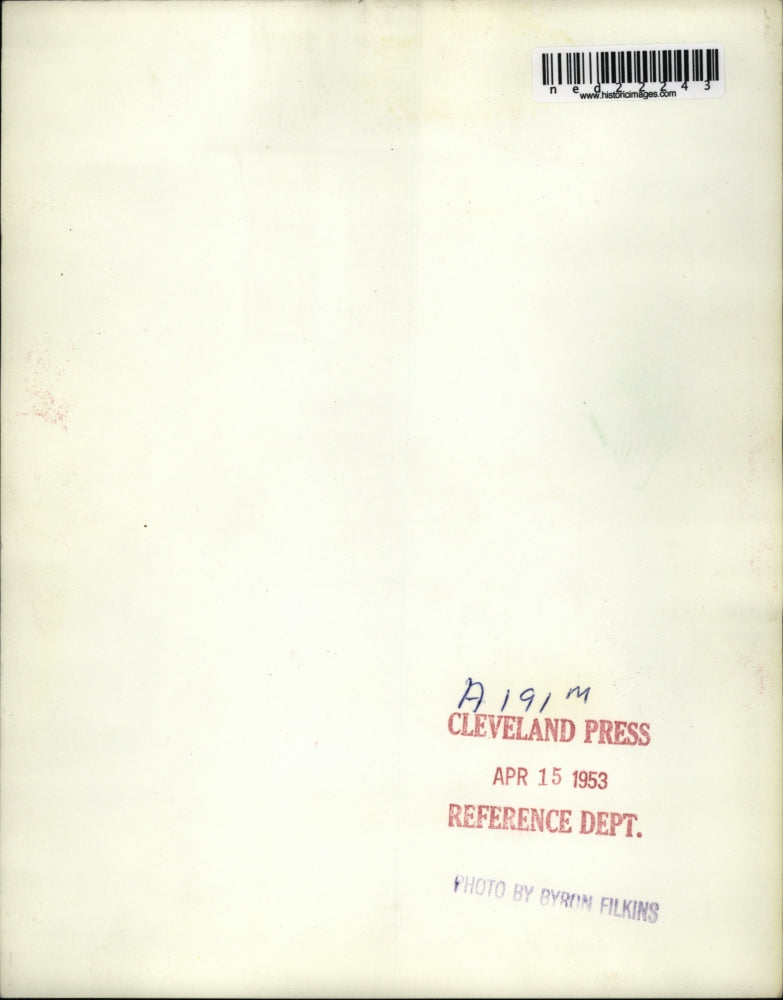 ned22243
www.historicimages.com
A 191 M
CLEVELAND PRESS
APR 15 1953
REFERENCE DEPT.
PHOTO BY BYRON FILKINS